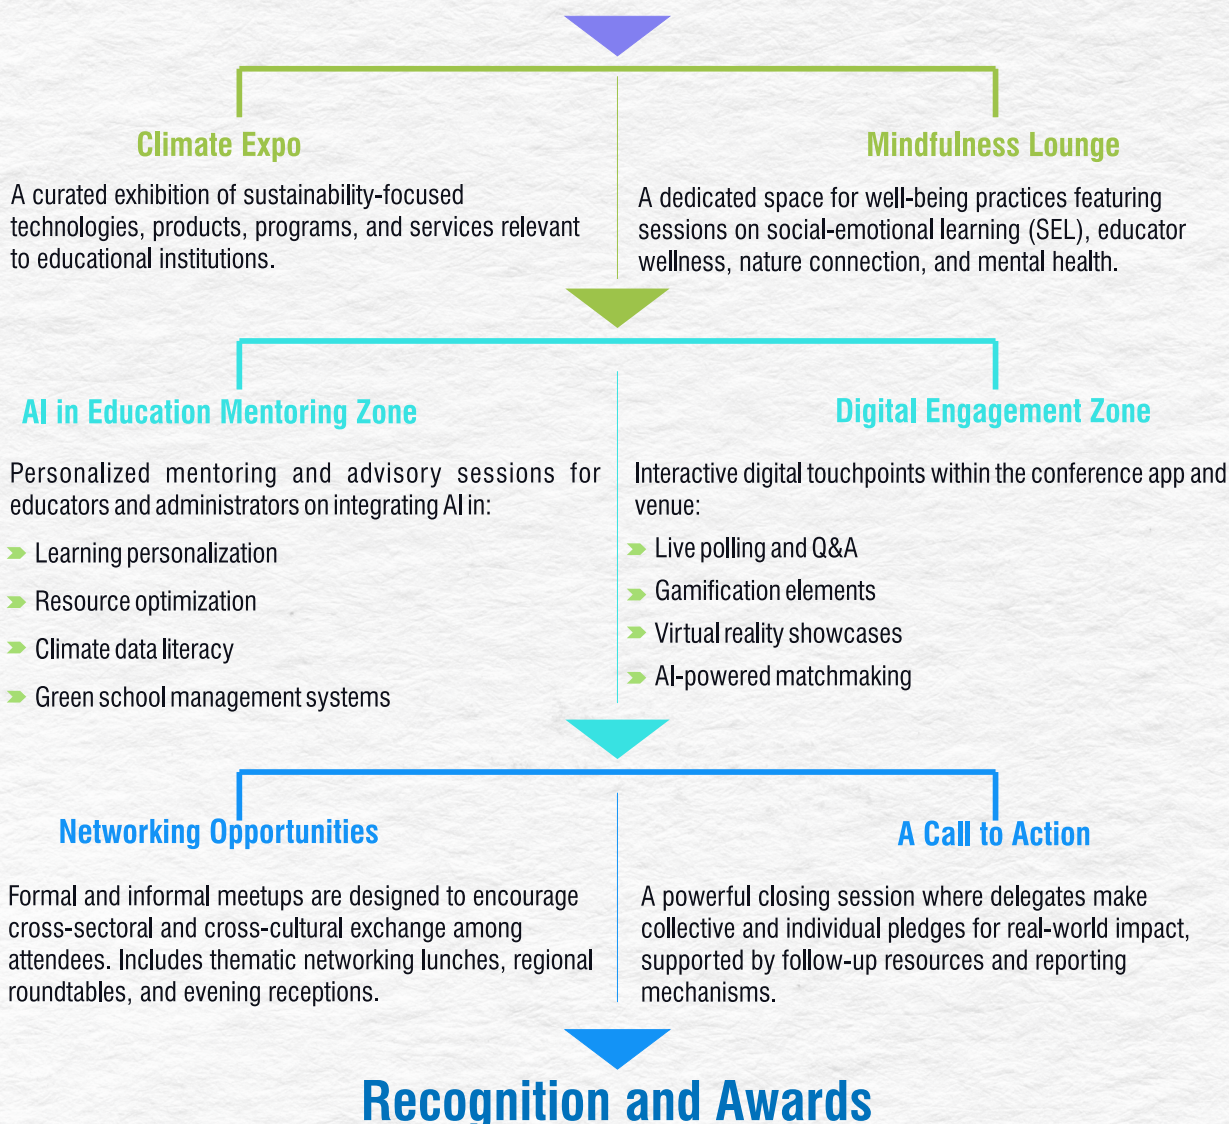 Climate Expo
A curated exhibition of sustainability-focused
technologies, products, programs, and services relevant
to educational institutions.
Mindfulness Lounge
A dedicated space for well-being practices featuring
sessions on social-emotional learning (SEL), educator
wellness, nature connection, and mental health.
AI in Education Mentoring Zone
Personalized mentoring and advisory sessions for
educators and administrators on integrating AI in:
Learning personalization
Resource optimization
Climate data literacy
Green school management systems
Digital Engagement Zone
Interactive digital touchpoints within the conference app and
venue:
Live polling and Q&A
Gamification elements
Virtual reality showcases
AI-powered matchmaking
Networking Opportunities
Formal and informal meetups are designed to encourage
cross-sectoral and cross-cultural exchange among
attendees. Includes thematic networking lunches, regional
roundtables, and evening receptions.
A Call to Action
A powerful closing session where delegates make
collective and individual pledges for real-world impact,
supported by follow-up resources and reporting
mechanisms.
Recognition and Awards